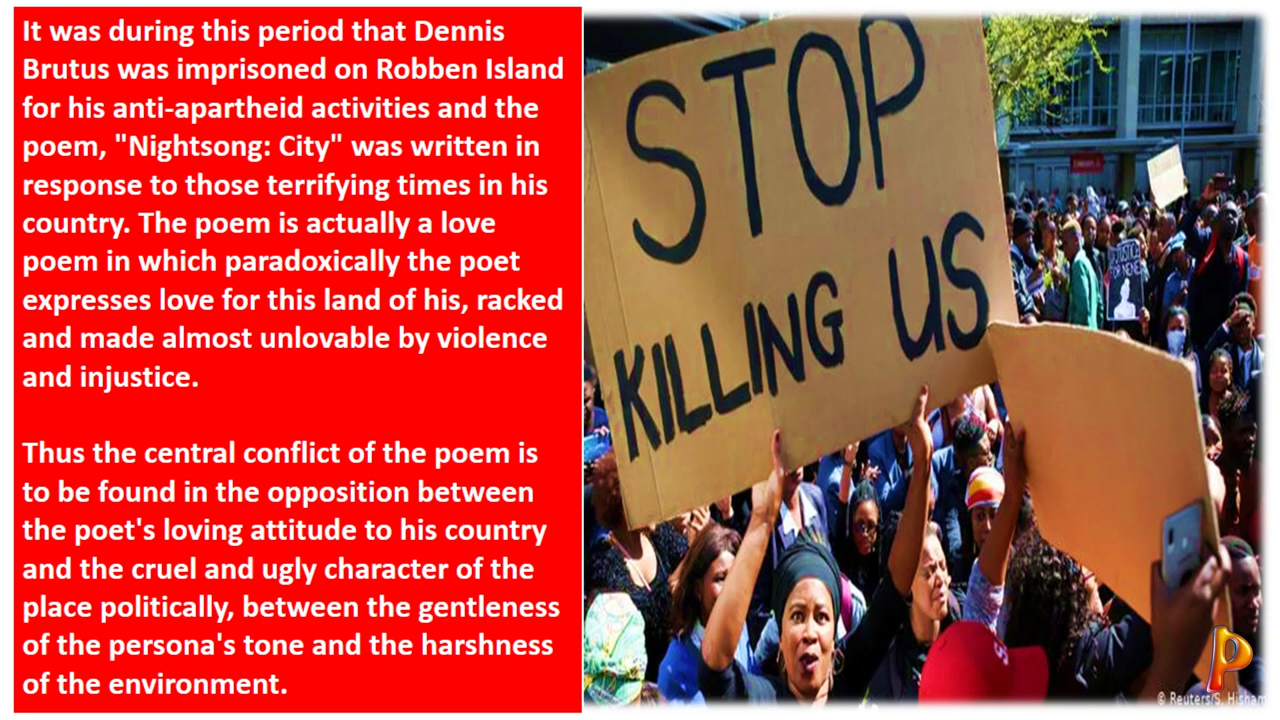 It was during this period that Dennis
Brutus was imprisoned on Robben Island
for his anti-apartheid activities and the
poem, "Nightsong: City" was written in
response to those terrifying times in his
country. The poem is actually a love
poem in which paradoxically the poet
expresses love for this land of his, racked
and made almost unlovable by violence
and injustice.
Thus the central conflict of the poem is
to be found in the opposition between
the poet's loving attitude to his country
and the cruel and ugly character of the
place politically, between the gentleness
of the persona's tone and the harshness
of the environment.
STOP
KILLING US
JUSTICE
FOR NENE
P
© Reuters/S. Hisham